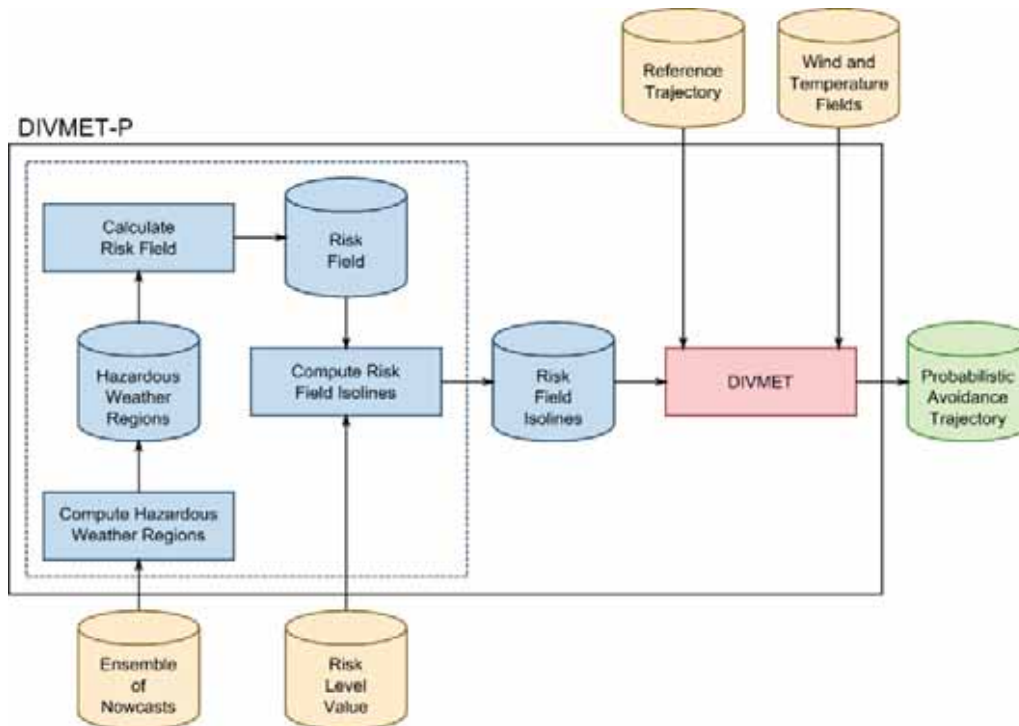 Reference
Trajectory
Wind and
Temperature
Fields
DIVMET-P
Calculate
Risk Field
Risk
Field
Hazardous
Weather
Regions
Compute Risk
Field Isolines
Risk
Field
Isolines
DIVMET
Probabilistic
Avoidance
Trajectory
Compute Hazardous
Weather Regions
Ensemble
of
Nowcasts
Risk
Level
Value